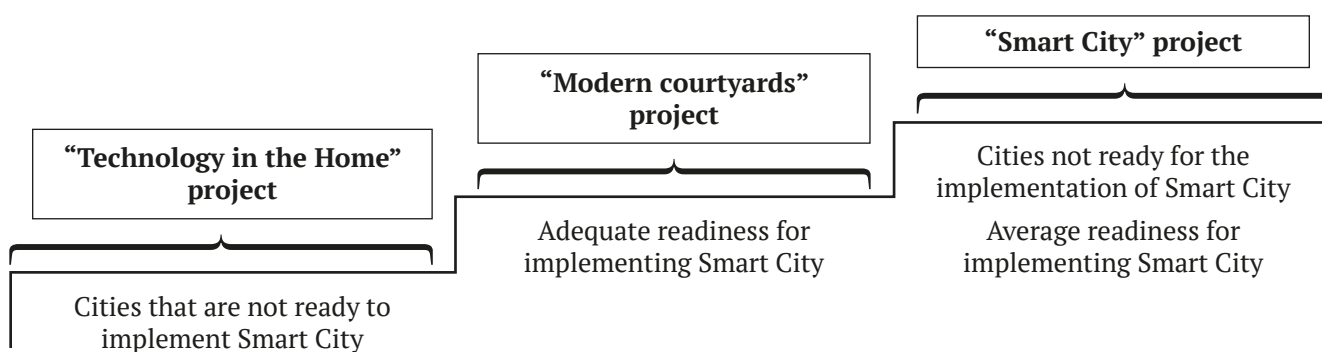 “Technology in the Home”
project
Cities that are not ready to
implement Smart City
“Modern courtyards”
project
Adequate readiness for
implementing Smart City
“Smart City” project
Cities not ready for the
implementation of Smart City
Average readiness for
implementing Smart City